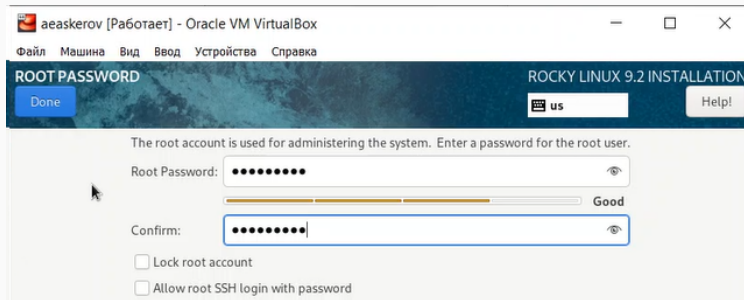 aeaskerov [Работает] - Oracle VM VirtualBox
Файл Машина Вид Ввод Устройства Справка
ROOT PASSWORD ROCKY LINUX 9.2 INSTALLATION
Done us Help!
The root account is used for administering the system. Enter a password for the root user.
Root Password: •••••••••
Good
Confirm: •••••••••
Lock root account
Allow root SSH login with password